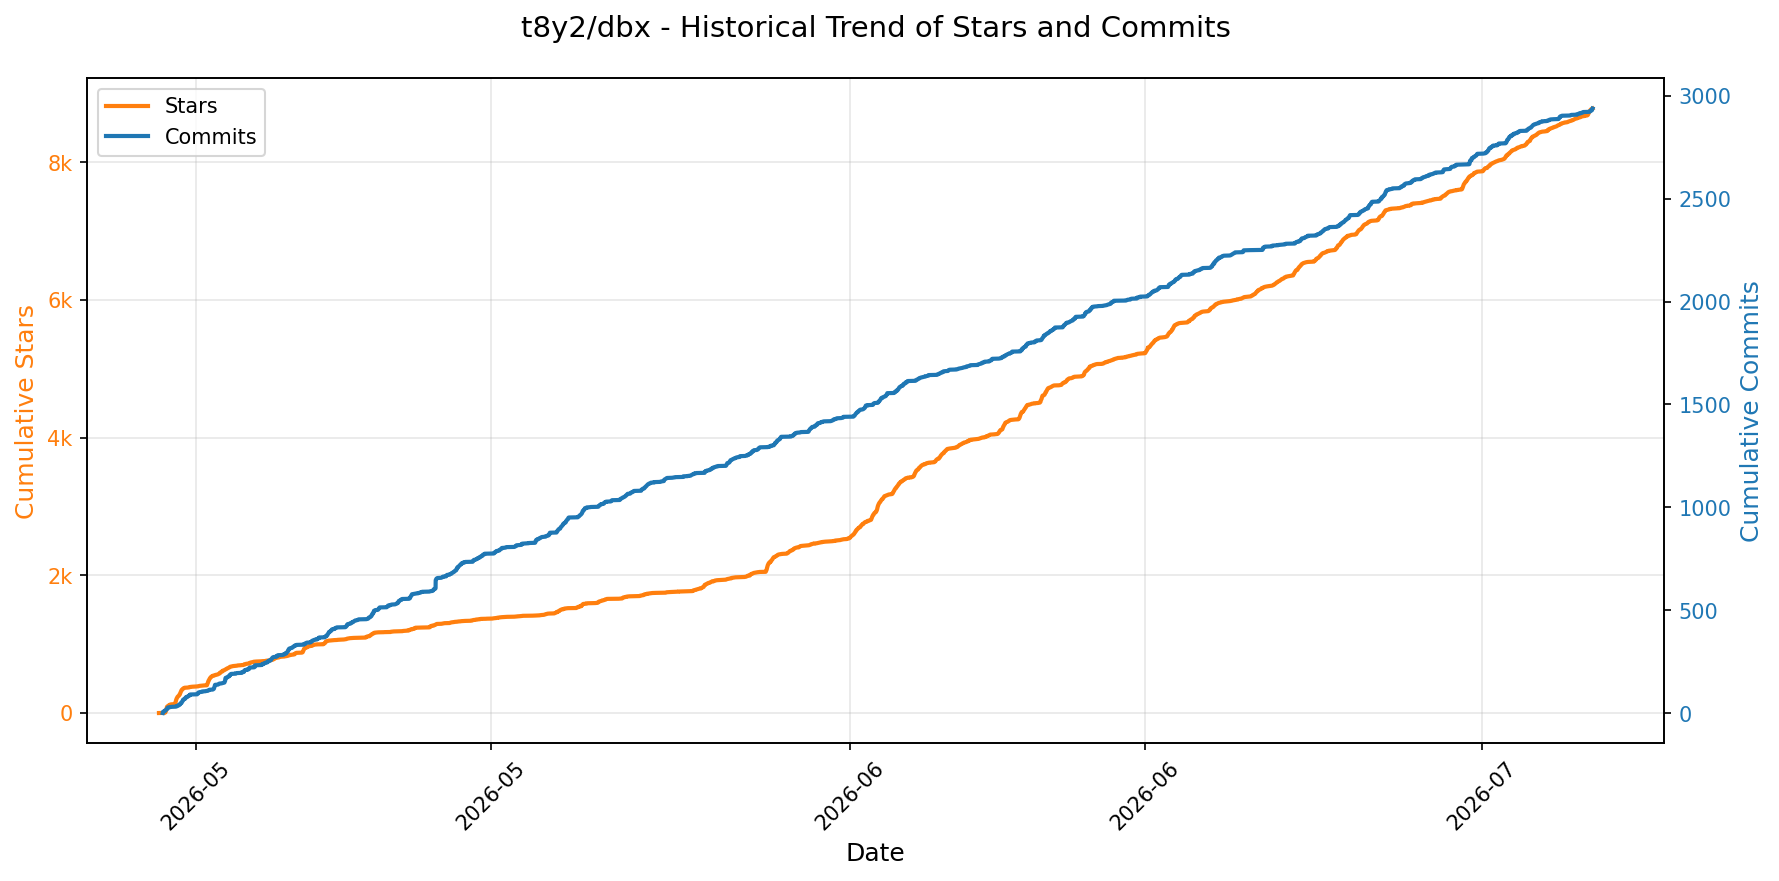 t8y2/dbx - Historical Trend of Stars and Commits
Stars
Commits
8k
6k
4k
2k
0
Cumulative Stars
3000
2500
2000
1500
1000
500
0
Cumulative Commits
2026-05
2026-05
2026-06
2026-06
2026-07
Date